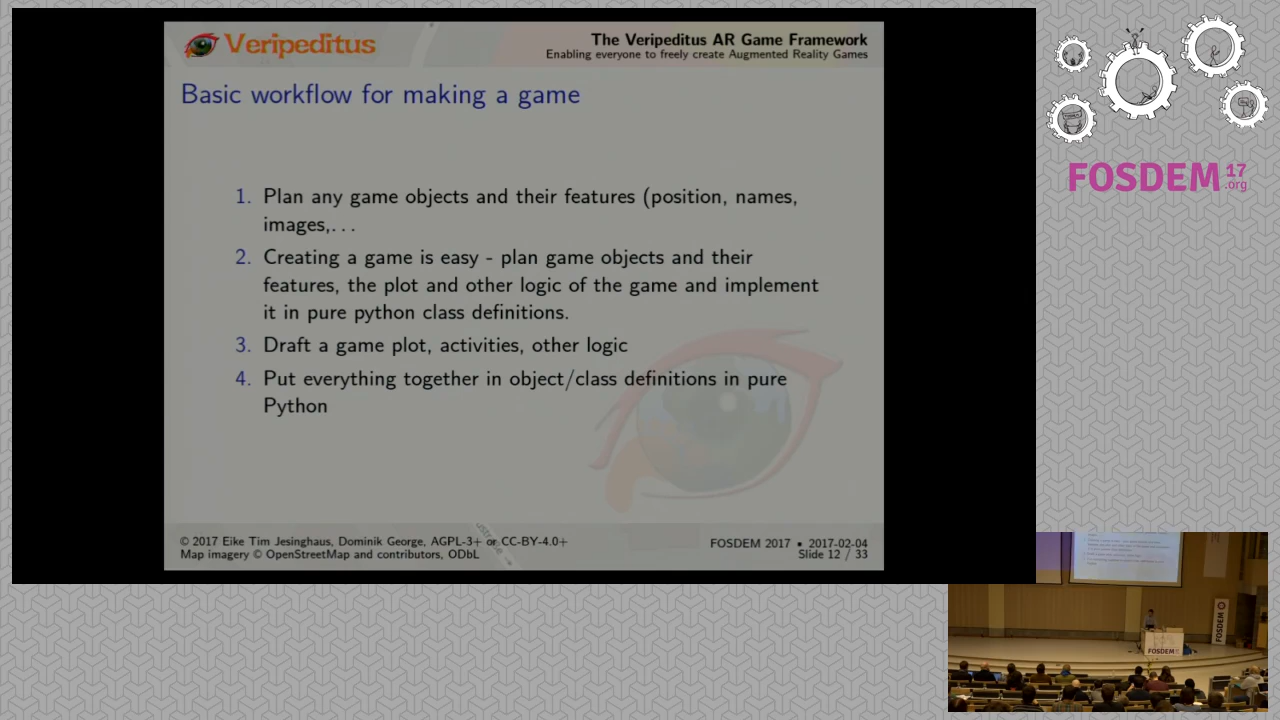 Veripeditus
The Veripeditus AR Game Framework
Enabling everyone to freely create Augmented Reality Games
Basic workflow for making a game
1. Plan any game objects and their features (position, names,
images,. . .
2. Creating a game is easy - plan game objects and their
features, the plot and other logic of the game and implement
it in pure python class definitions.
3. Draft a game plot, activities, other logic
4. Put everything together in object/class definitions in pure
Python
© 2017 Eike Tim Jesinghaus, Dominik George, AGPL-3+ or CC-BY-4.0+
Map imagery © OpenStreetMap and contributors, ODbL
FOSDEM 2017 • 2017-02-04
Slide 12 / 33
FOSDEM 17
.org
FOSDEM
FOSDEM